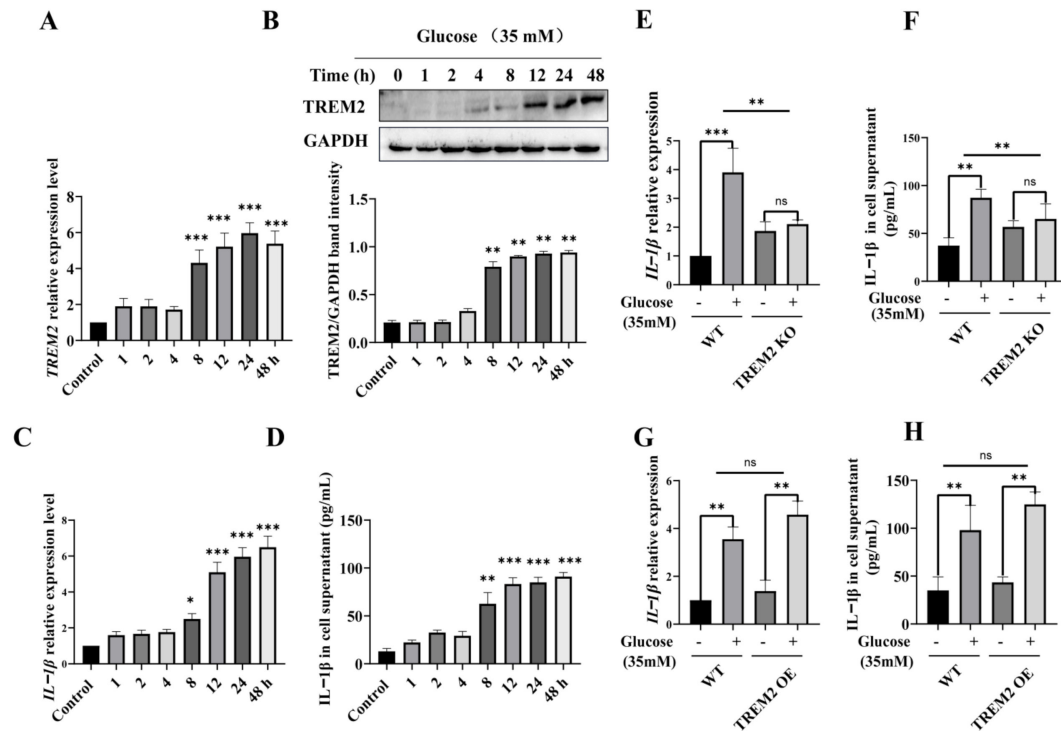 A
TREM2 relative expression level
8
6
4
2
0
Control
1
2
4
8
12
24
48 h
***
***
***
***
B
Glucose （35 mM）
Time (h) 0 1 2 4 8 12 24 48
TREM2
GAPDH
TREM2/GAPDH band intensity
1.5
1.0
0.5
0.0
Control
1
2
4
8
12
24
48 h
**
**
**
**
C
IL−1β relative expression level
8
6
4
2
0
Control
1
2
4
8
12
24
48 h
*
***
***
***
D
IL−1β in cell supernatant (pg/mL)
150
100
50
0
Control
1
2
4
8
12
24
48 h
**
***
***
***
E
IL−1β relative expression
6
4
2
0
***
**
ns
Glucose - + - +
(35mM)
WT
TREM2 KO
F
IL−1β in cell supernatant
(pg/mL)
150
100
50
0
**
**
ns
Glucose - + - +
(35mM)
WT
TREM2 KO
G
IL−1β relative expression
6
4
2
0
ns
**
**
Glucose - + - +
(35mM)
WT
TREM2 OE
H
IL−1β in cell supernatant
(pg/mL)
150
100
50
0
ns
**
**
Glucose - + - +
(35mM)
WT
TREM2 OE